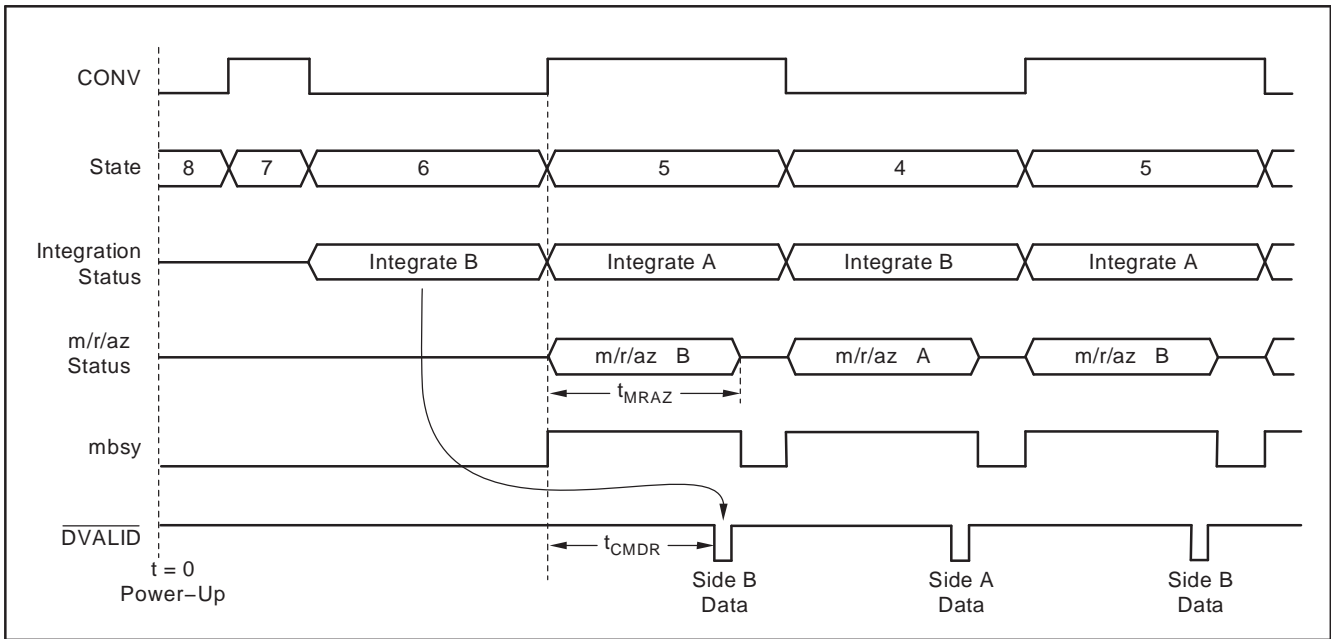 CONV
State
8
7
6
5
4
5
Integration
Status
Integrate B
Integrate A
Integrate B
Integrate A
m/r/az
Status
m/r/az B
m/r/az A
m/r/az B
tMRAZ
mbsy
DVALID
tCMDR
t = 0
Power–Up
Side B
Data
Side A
Data
Side B
Data